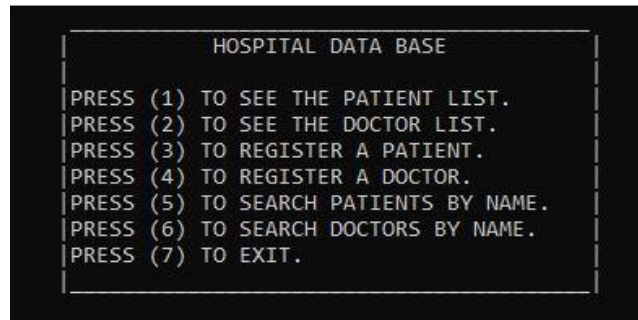 HOSPITAL DATA BASE
PRESS (1) TO SEE THE PATIENT LIST.
PRESS (2) TO SEE THE DOCTOR LIST.
PRESS (3) TO REGISTER A PATIENT.
PRESS (4) TO REGISTER A DOCTOR.
PRESS (5) TO SEARCH PATIENTS BY NAME.
PRESS (6) TO SEARCH DOCTORS BY NAME.
PRESS (7) TO EXIT.